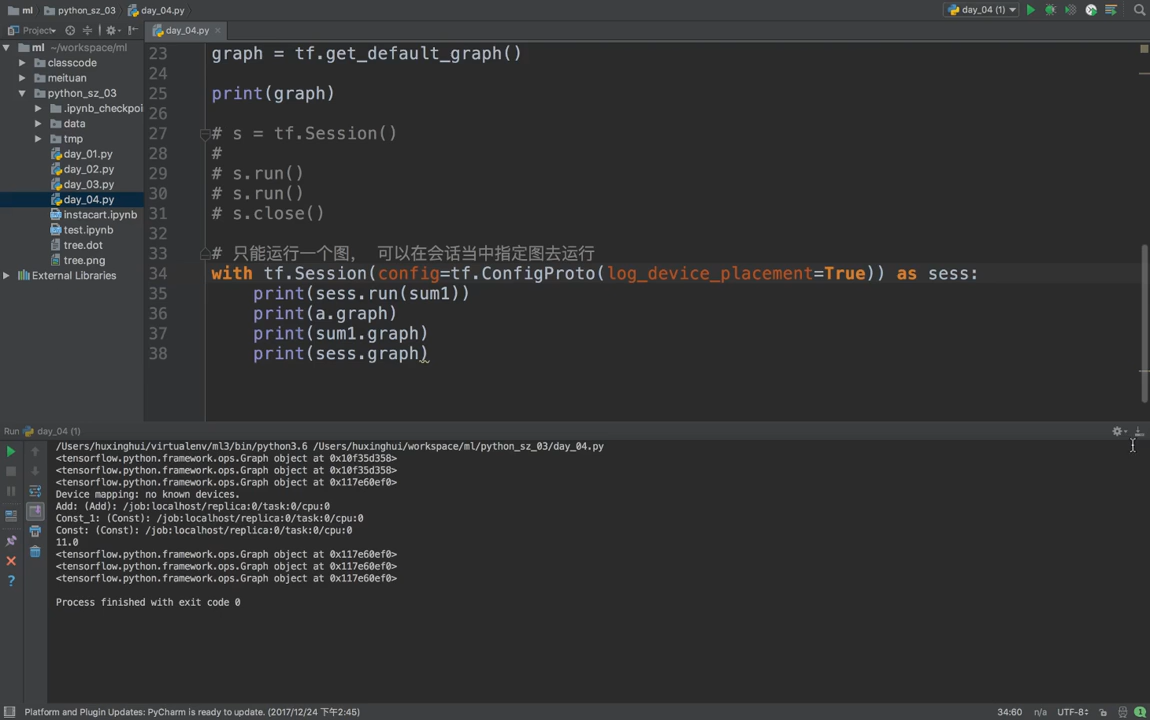 ml python_sz_03 day_04.py
day_04 (1)
Project
day_04.py
ml ~/workspace/ml
classcode
meituan
python_sz_03
.ipynb_checkpoi
data
tmp
day_01.py
day_02.py
day_03.py
day_04.py
instacart.ipynb
test.ipynb
tree.dot
tree.png
External Libraries
23 graph = tf.get_default_graph()
24
25 print(graph)
26
27 # s = tf.Session()
28 #
29 # s.run()
30 # s.run()
31 # s.close()
32
33 # 只能运行一个图， 可以在会话当中指定图去运行
34 with tf.Session(config=tf.ConfigProto(log_device_placement=True)) as sess:
35 print(sess.run(sum1))
36 print(a.graph)
37 print(sum1.graph)
38 print(sess.graph)
Run day_04 (1)
/Users/huxinghui/virtualenv/ml3/bin/python3.6 /Users/huxinghui/workspace/ml/python_sz_03/day_04.py
<tensorflow.python.framework.ops.Graph object at 0x10f35d358>
<tensorflow.python.framework.ops.Graph object at 0x10f35d358>
<tensorflow.python.framework.ops.Graph object at 0x117e60ef0>
Device mapping: no known devices.
Add: (Add): /job:localhost/replica:0/task:0/cpu:0
Const_1: (Const): /job:localhost/replica:0/task:0/cpu:0
Const: (Const): /job:localhost/replica:0/task:0/cpu:0
11.0
<tensorflow.python.framework.ops.Graph object at 0x117e60ef0>
<tensorflow.python.framework.ops.Graph object at 0x117e60ef0>
<tensorflow.python.framework.ops.Graph object at 0x117e60ef0>
Process finished with exit code 0
Platform and Plugin Updates: PyCharm is ready to update. (2017/12/24 下午2:45)
34:60 n/a UTF-8
1